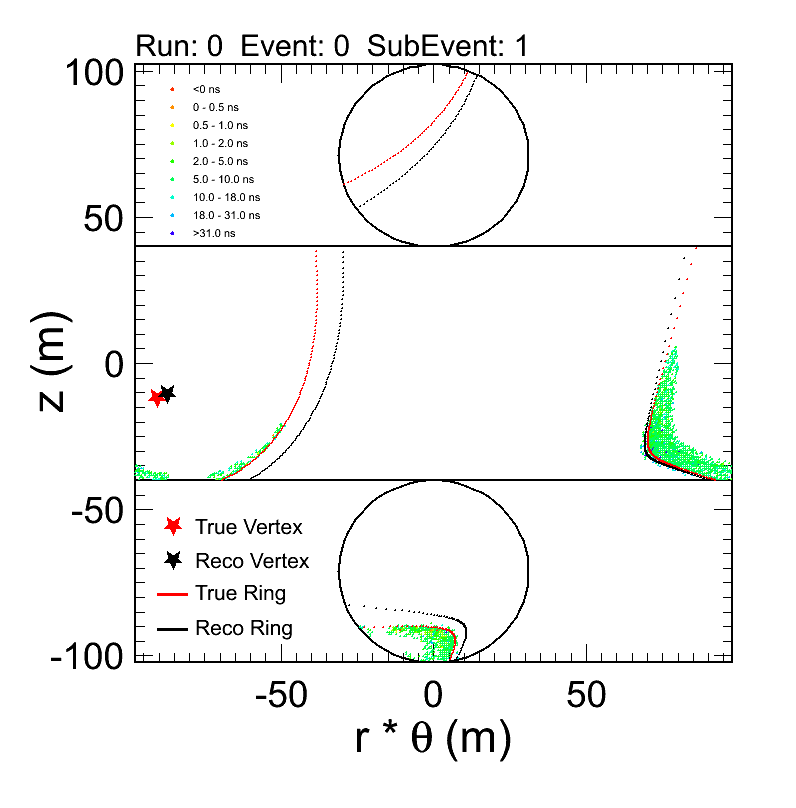 Run: 0 Event: 0 SubEvent: 1
100
<0 ns
0 - 0.5 ns
0.5 - 1.0 ns
1.0 - 2.0 ns
2.0 - 5.0 ns
5.0 - 10.0 ns
10.0 - 18.0 ns
18.0 - 31.0 ns
>31.0 ns
50
0
z (m)
-50
True Vertex
Reco Vertex
True Ring
Reco Ring
-100
-50 0 50
r * θ (m)